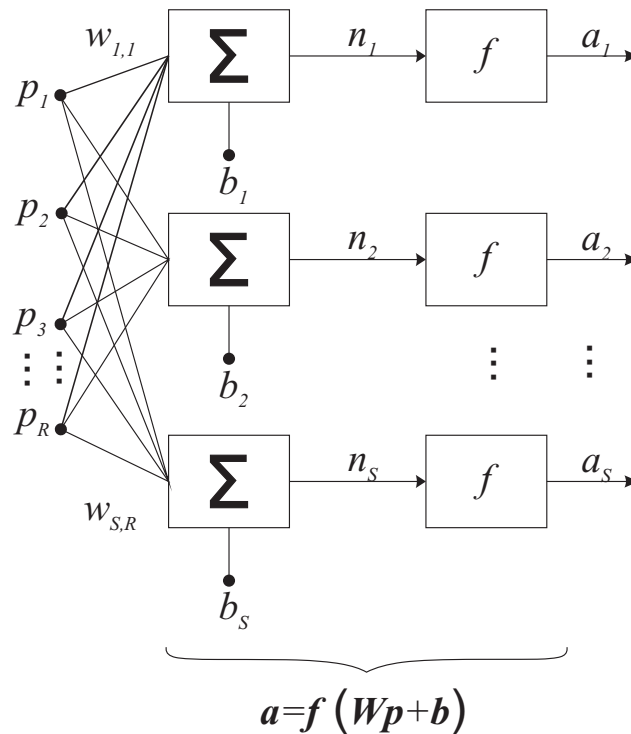 w1,1
Σ
n1
f
a1
p1
b1
p2
Σ
n2
f
a2
p3
b2
pR
Σ
nS
f
aS
wS,R
bS
a=f(Wp+b)